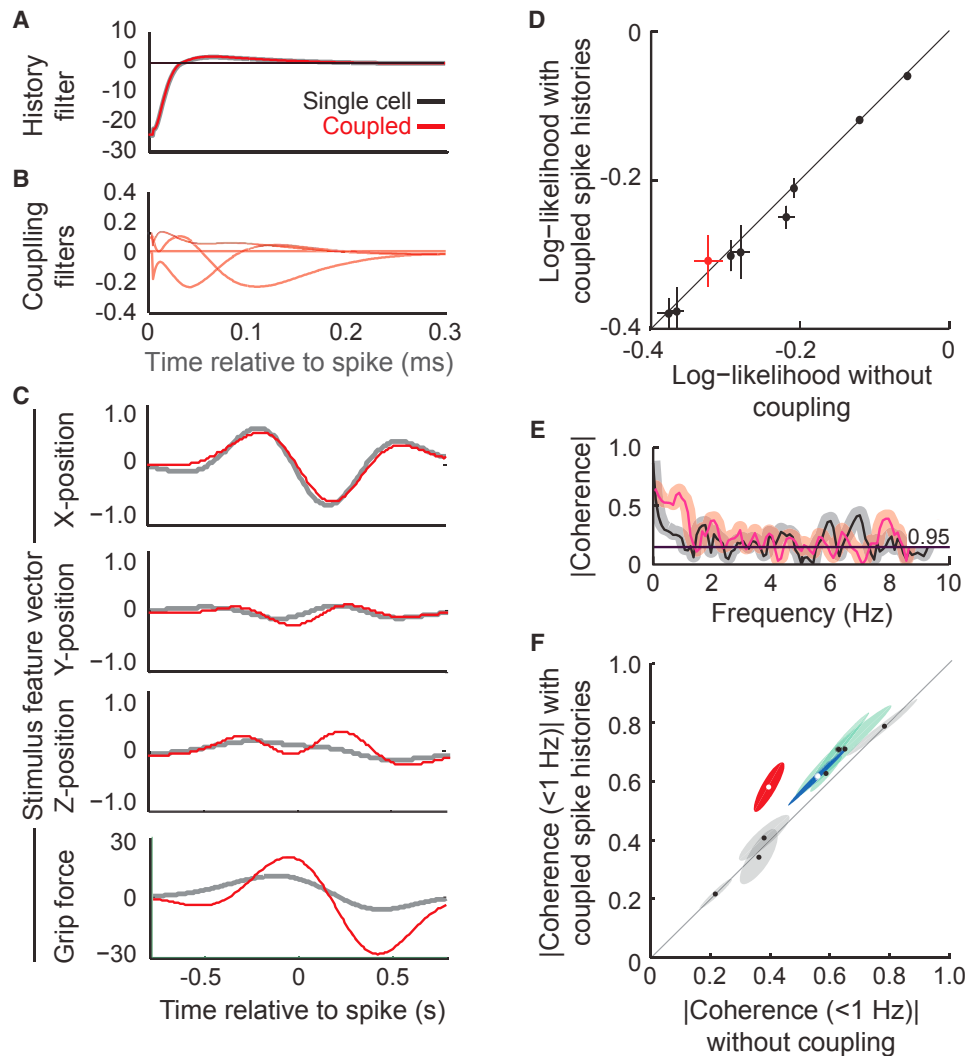 A
10
0
-10
-20
-30
History
filter
Single cell
Coupled
B
0.4
0.2
0
-0.2
-0.4
Couplling
filters
0
0.1
0.2
0.3
Time relative to spike (ms)
C
Stimulus feature vector
X-position
1.0
0
−1.0
Y-position
1.0
0
−1.0
Z-position
1.0
0
−1.0
Grip force
30
0
−30
-0.5
0
0.5
Time relative to spike (s)
D
Log−likelihood with
coupled spike histories
0
-0.2
-0.4
-0.4
-0.2
0
Log−likelihood without
coupling
E
|Coherence|
1.0
0.5
0
0.95
0
2
4
6
8
10
Frequency (Hz)
F
|Coherence (<1 Hz)| with
coupled spike histories
1.0
0.8
0.6
0.4
0.2
0
0
0.2
0.4
0.6
0.8
1.0
|Coherence (<1 Hz)|
without coupling